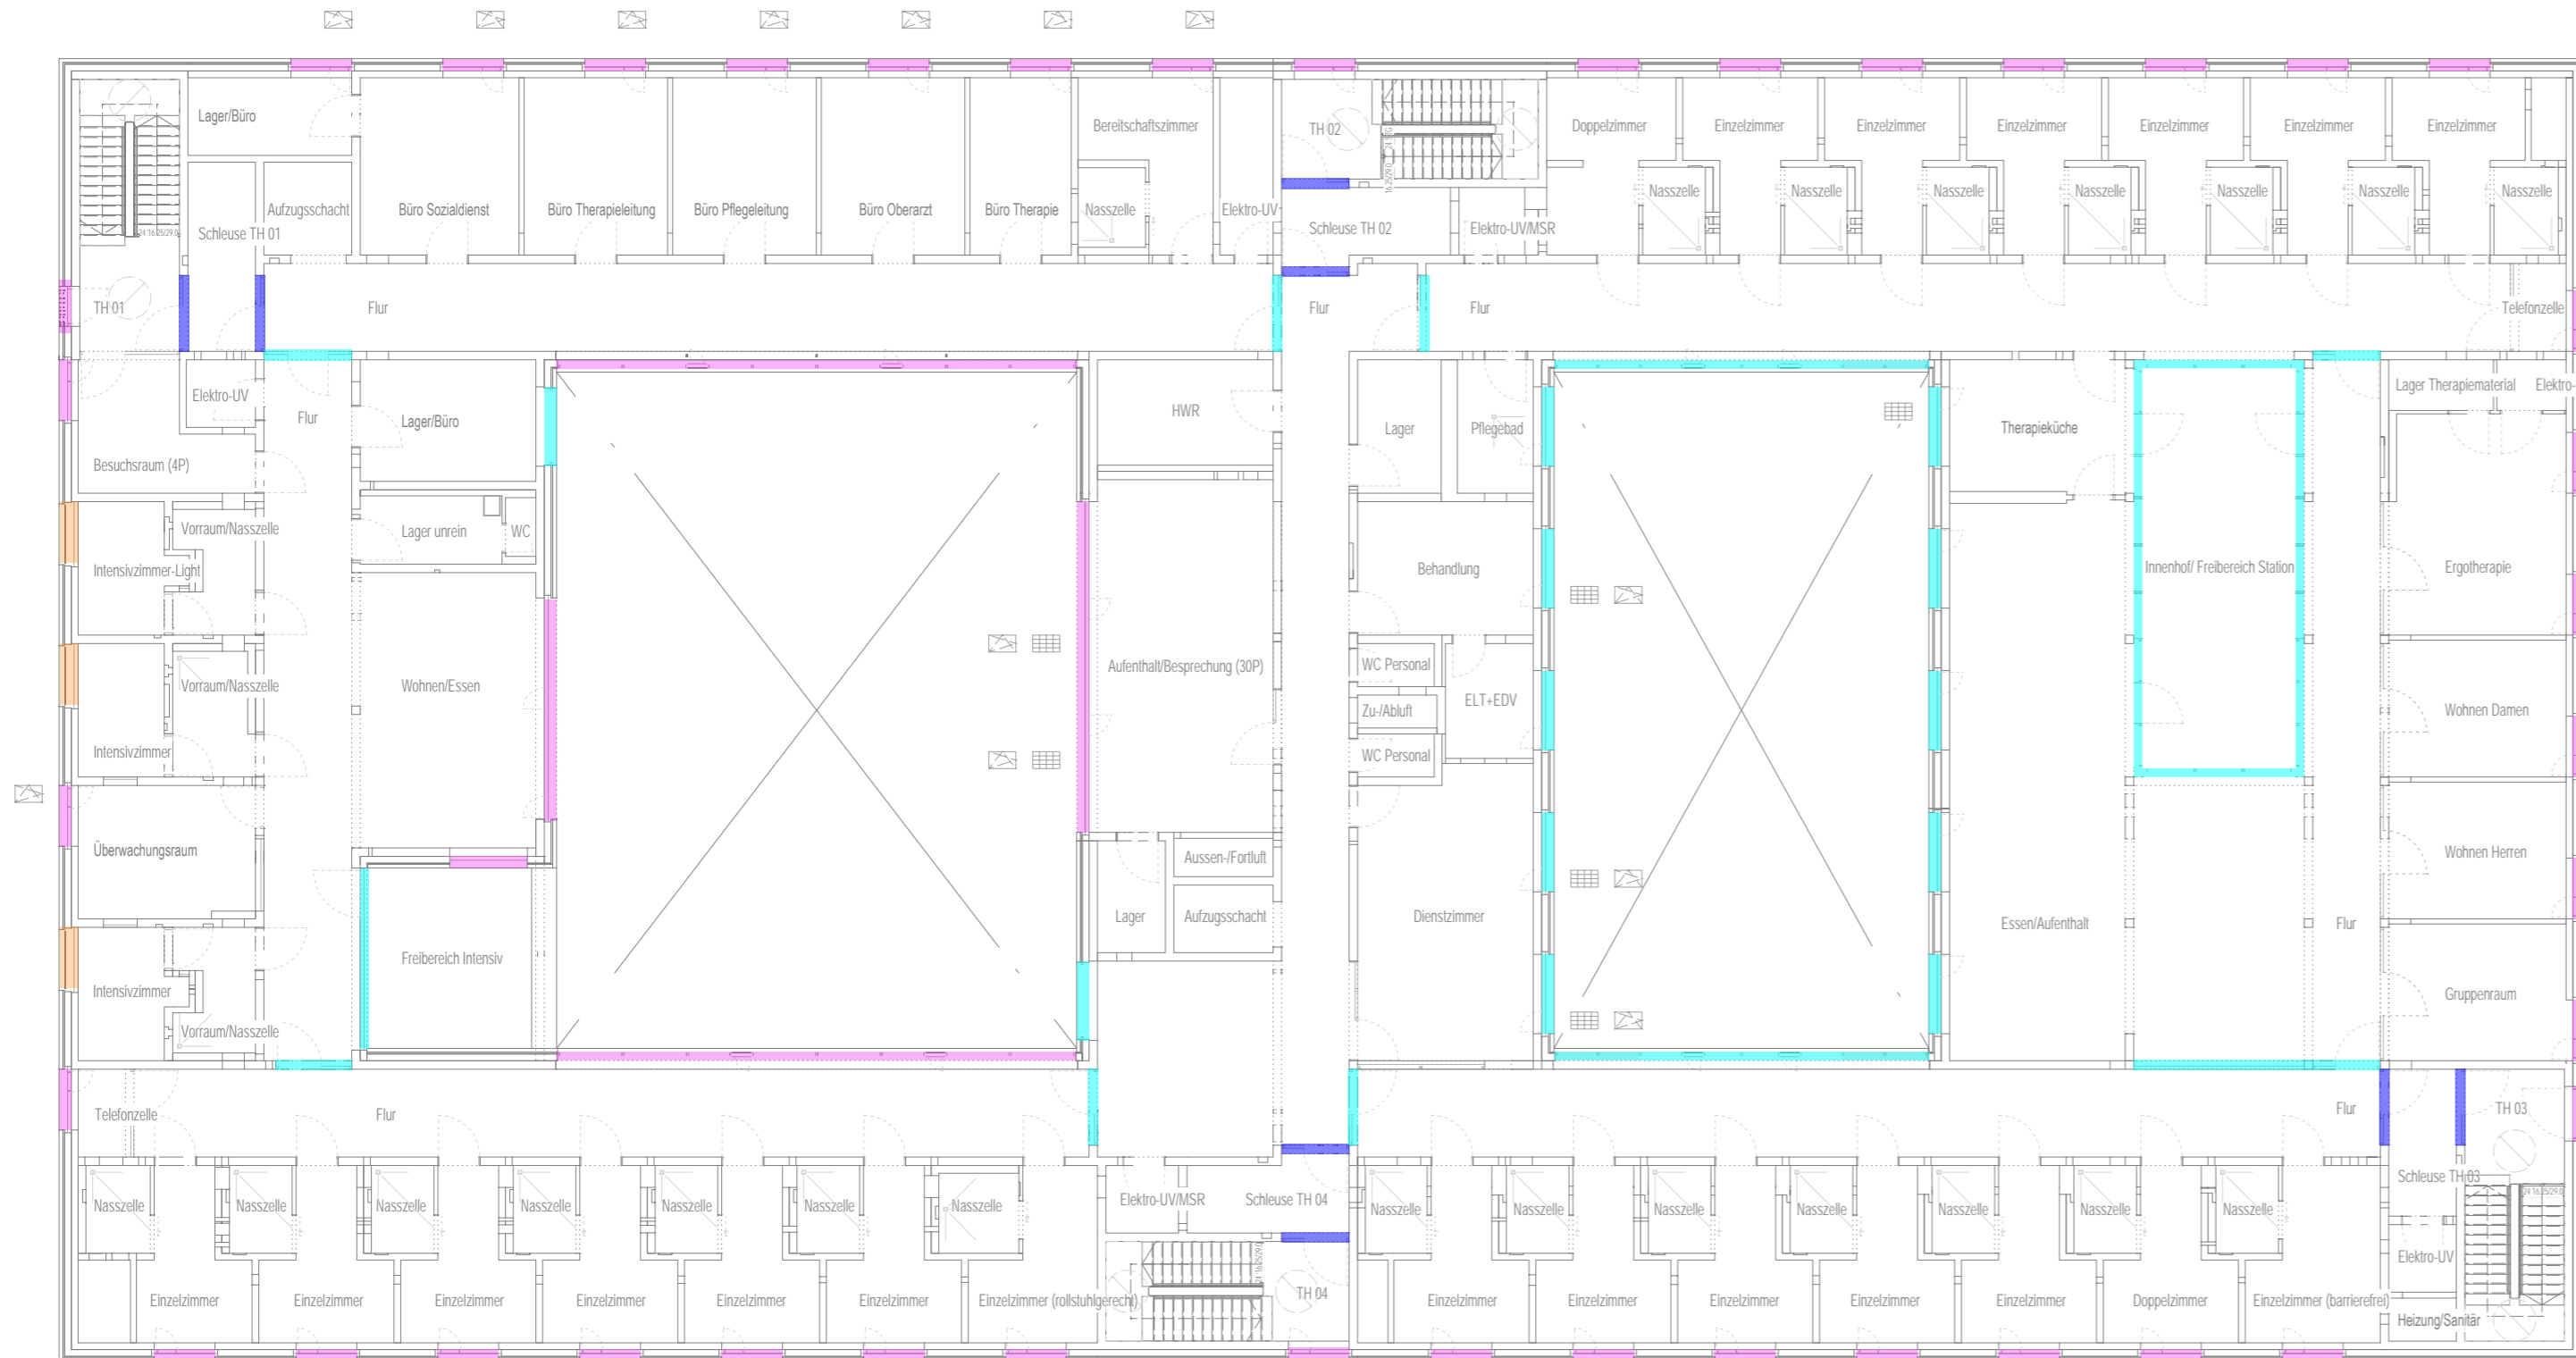 Lager/Büro
Bereitschaftszimmer
TH 02
Doppelzimmer
Einzelzimmer
Einzelzimmer
Einzelzimmer
Einzelzimmer
Einzelzimmer
Einzelzimmer
Nasszelle
Nasszelle
Nasszelle
Nasszelle
Nasszelle
Nasszelle
Nasszelle
Aufzugsschacht
Büro Sozialdienst
Büro Therapieleitung
Büro Pflegeleitung
Büro Oberarzt
Büro Therapie
Nasszelle
Elektro-UV
Schleuse TH 01
Schleuse TH 02
Elektro-UV/MSR
TH 01
Flur
Flur
Flur
Telefonzelle
Elektro-UV
Flur
Lager/Büro
HWR
Lager
Pflegebad
Therapieküche
Lager Therapiematerial
Elektro-
Besuchsraum (4P)
Vorraum/Nasszelle
Lager unrein
WC
Intensivzimmer-Light
Behandlung
Innenhof/ Freibereich Station
Ergotherapie
Vorraum/Nasszelle
Wohnen/Essen
Aufenthalt/Besprechung (30P)
WC Personal
Zu-/Abluft
ELT+EDV
Wohnen Damen
Intensivzimmer
WC Personal
Überwachungsraum
Aussen-/Fortluft
Wohnen Herren
Lager
Aufzugsschacht
Dienstzimmer
Essen/Aufenthalt
Flur
Freibereich Intensiv
Intensivzimmer
Gruppenraum
Vorraum/Nasszelle
Telefonzelle
Flur
Flur
TH 03
Nasszelle
Nasszelle
Nasszelle
Nasszelle
Nasszelle
Nasszelle
Nasszelle
Elektro-UV/MSR
Schleuse TH 04
Nasszelle
Nasszelle
Nasszelle
Nasszelle
Nasszelle
Nasszelle
Nasszelle
Schleuse TH 03
Elektro-UV
Einzelzimmer
Einzelzimmer
Einzelzimmer
Einzelzimmer
Einzelzimmer
Einzelzimmer
Einzelzimmer (rollstuhlgerecht)
TH 04
Einzelzimmer
Einzelzimmer
Einzelzimmer
Einzelzimmer
Einzelzimmer
Doppelzimmer
Einzelzimmer (barrierefrei)
Heizung/Sanitär